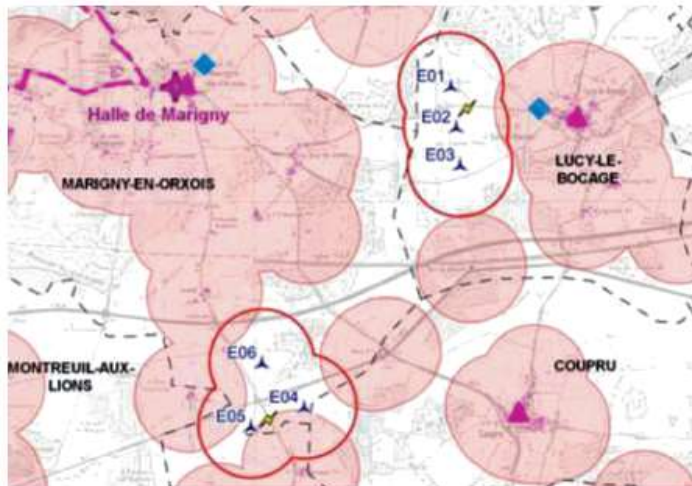 E01
E02
Halle de Marigny
E03
MARIGNY-EN-ORXOIS
LUCY-LE-
BOCAGE
E06
MONTREUIL-AUX-
LIONS
COUPRU
E04
E05